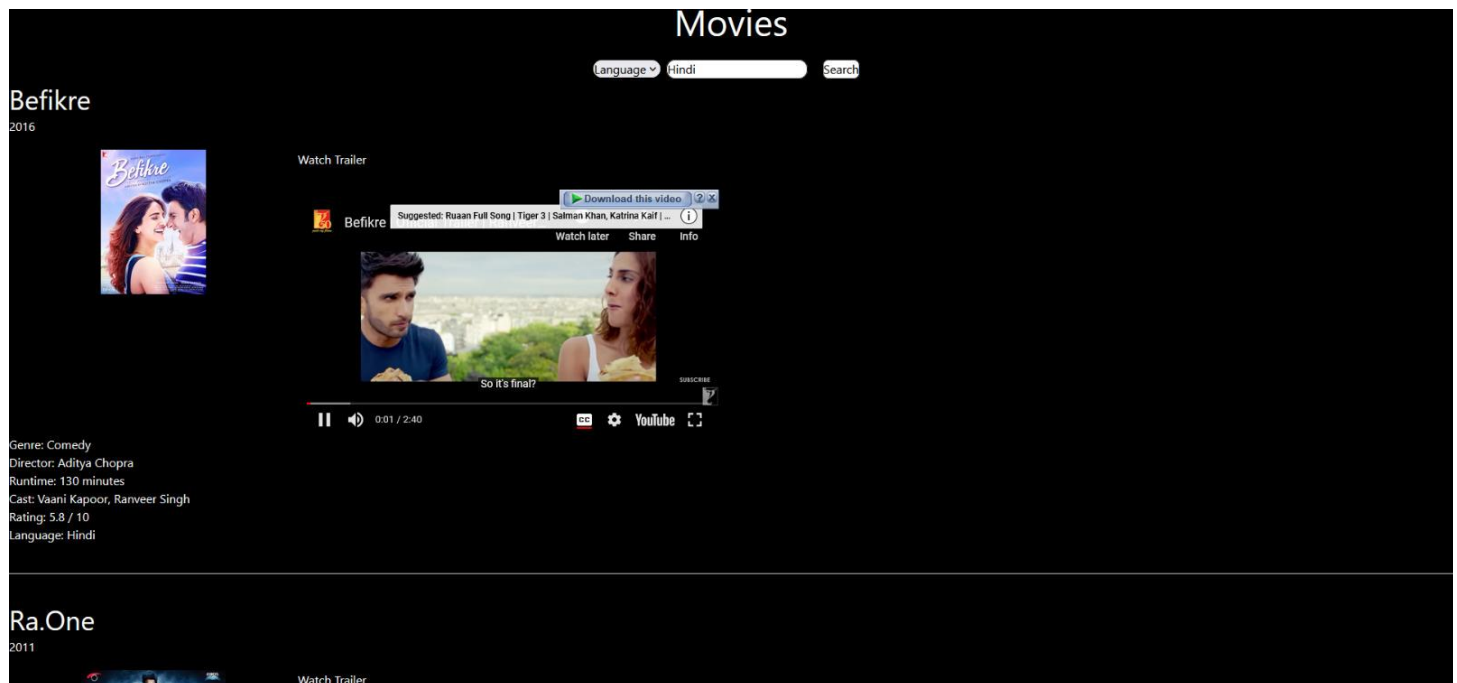 Movies
Language Hindi Search
Befikre
2016
Befikre
Watch Trailer
Download this video ? X
Befikre
Suggested: Ruaan Full Song | Tiger 3 | Salman Khan, Katrina Kaif | ...
Watch later Share Info
So it's final?
SUBSCRIBE
0:01 / 2:40 CC YouTube
Genre: Comedy
Director: Aditya Chopra
Runtime: 130 minutes
Cast: Vaani Kapoor, Ranveer Singh
Rating: 5.8 / 10
Language: Hindi
Ra.One
2011
Watch Trailer